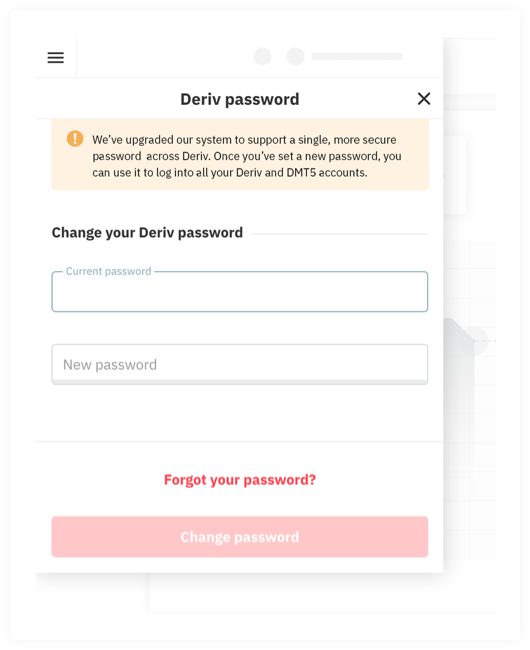 Deriv password
We've upgraded our system to support a single, more secure
password across Deriv. Once you've set a new password, you
can use it to log into all your Deriv and DMT5 accounts.
Change your Deriv password
Current password
New password
Forgot your password?
Change password